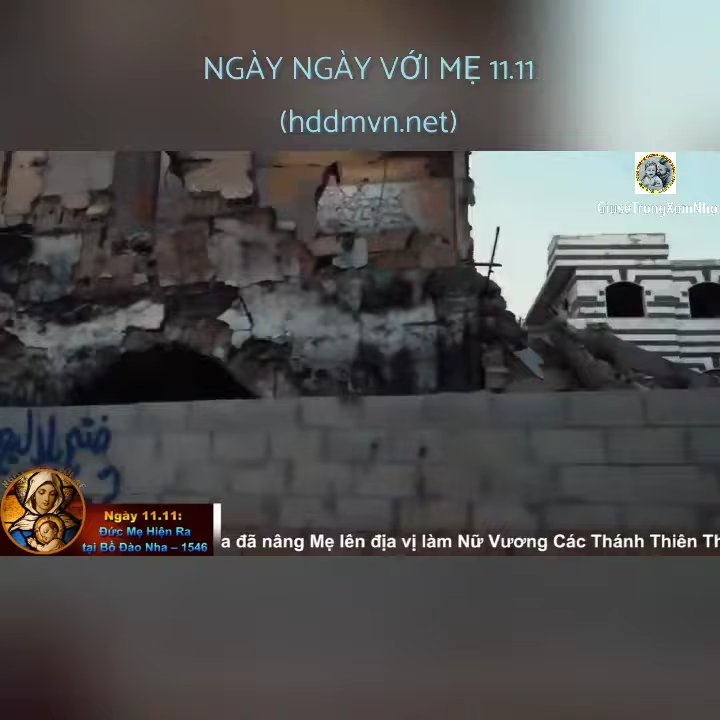 NGÀY NGÀY VỚI MẸ 11.11
(hddmvn.net)
GiuseTrongXomNho
Ngày 11.11:
Đức Mẹ Hiện Ra
tại Bồ Đào Nha – 1546
a đã nâng Mẹ lên địa vị làm Nữ Vương Các Thánh Thiên Th